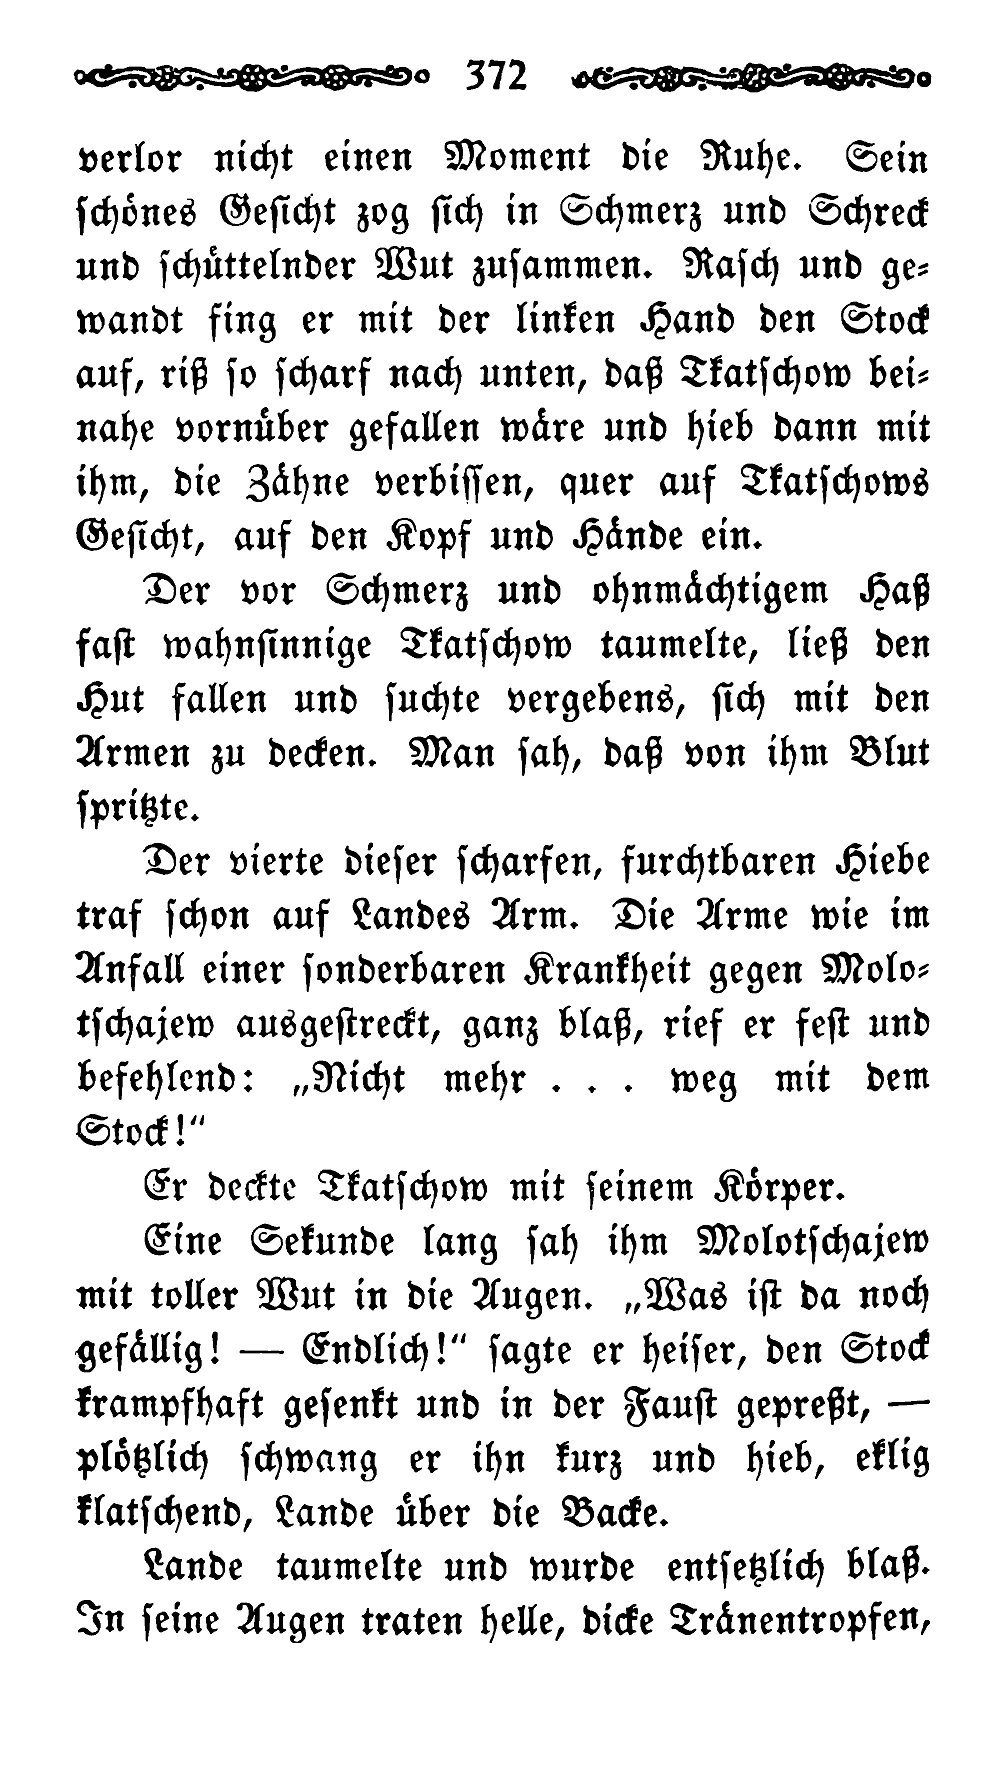 372
verlor nicht einen Moment die Ruhe. Sein
schönes Gesicht zog sich in Schmerz und Schreck
und schüttelnder Wut zusammen. Rasch und ge-
wandt fing er mit der linken Hand den Stock
auf, riß so scharf nach unten, daß Tkatschow bei-
nahe vornüber gefallen wäre und hieb dann mit
ihm, die Zähne verbissen, quer auf Tkatschows
Gesicht, auf den Kopf und Hände ein.
Der vor Schmerz und ohnmächtigem Haß
fast wahnsinnige Tkatschow taumelte, ließ den
Hut fallen und suchte vergebens, sich mit den
Armen zu decken. Man sah, daß von ihm Blut
spritzte.
Der vierte dieser scharfen, furchtbaren Hiebe
traf schon auf Landes Arm. Die Arme wie im
Anfall einer sonderbaren Krankheit gegen Molo-
tschajew ausgestreckt, ganz blaß, rief er fest und
befehlend: „Nicht mehr . . . weg mit dem
Stock!“
Er deckte Tkatschow mit seinem Körper.
Eine Sekunde lang sah ihm Molotschajew
mit toller Wut in die Augen. „Was ist da noch
gefällig! — Endlich!“ sagte er heiser, den Stock
krampfhaft gesenkt und in der Faust gepreßt, —
plötzlich schwang er ihn kurz und hieb, eklig
klatschend, Lande über die Backe.
Lande taumelte und wurde entsetzlich blaß.
In seine Augen traten helle, dicke Tränentropfen,